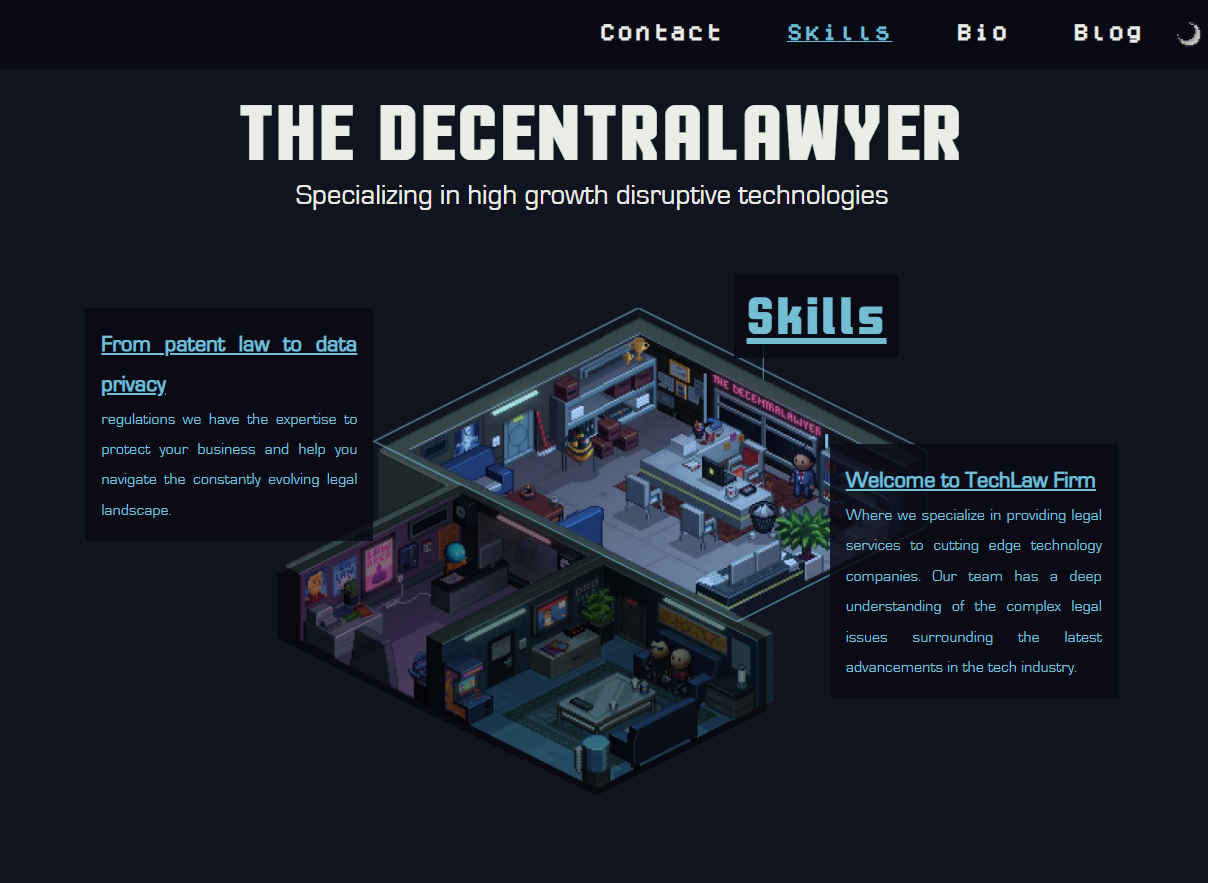 Contact Skills Bio Blog
THE DECENTRALAWYER
Specializing in high growth disruptive technologies
Skills
From patent law to data
privacy
regulations we have the expertise to
protect your business and help you
navigate the constantly evolving legal
landscape.
THE DECENTRALAWYER
Welcome to TechLaw Firm
Where we specialize in providing legal
services to cutting edge technology
companies. Our team has a deep
understanding of the complex legal
issues surrounding the latest
advancements in the tech industry.